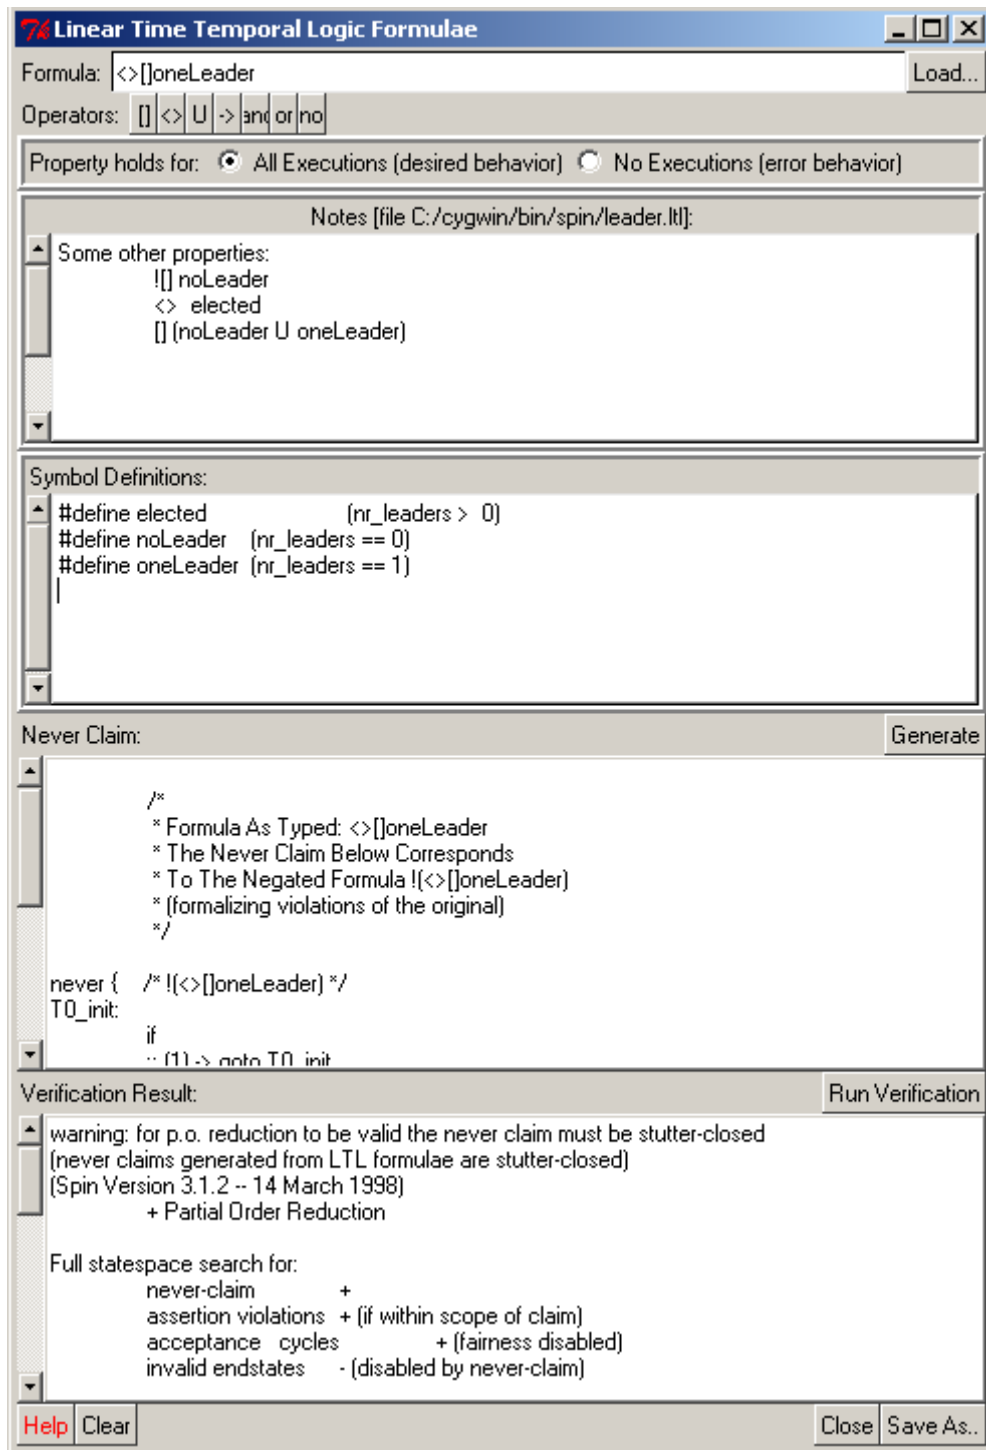 Linear Time Temporal Logic Formulae
Formula: <>[]oneLeader Load...
Operators: [] <> U -> and or no
Property holds for: All Executions (desired behavior) No Executions (error behavior)
Notes [file C:/cygwin/bin/spin/leader.ltl]:
Some other properties:
![] noLeader
<> elected
[] (noLeader U oneLeader)
Symbol Definitions:
#define elected (nr_leaders > 0)
#define noLeader (nr_leaders == 0)
#define oneLeader (nr_leaders == 1)
Never Claim: Generate
/*
* Formula As Typed: <>[]oneLeader
* The Never Claim Below Corresponds
* To The Negated Formula !(<>[]oneLeader)
* (formalizing violations of the original)
*/
never { /* !(<>[]oneLeader) */
T0_init:
if
:: (1) -> goto T0_init
Verification Result: Run Verification
warning: for p.o. reduction to be valid the never claim must be stutter-closed
(never claims generated from LTL formulae are stutter-closed)
(Spin Version 3.1.2 -- 14 March 1998)
+ Partial Order Reduction
Full statespace search for:
never-claim +
assertion violations + (if within scope of claim)
acceptance cycles + (fairness disabled)
invalid endstates - (disabled by never-claim)
Help Clear Close Save As..